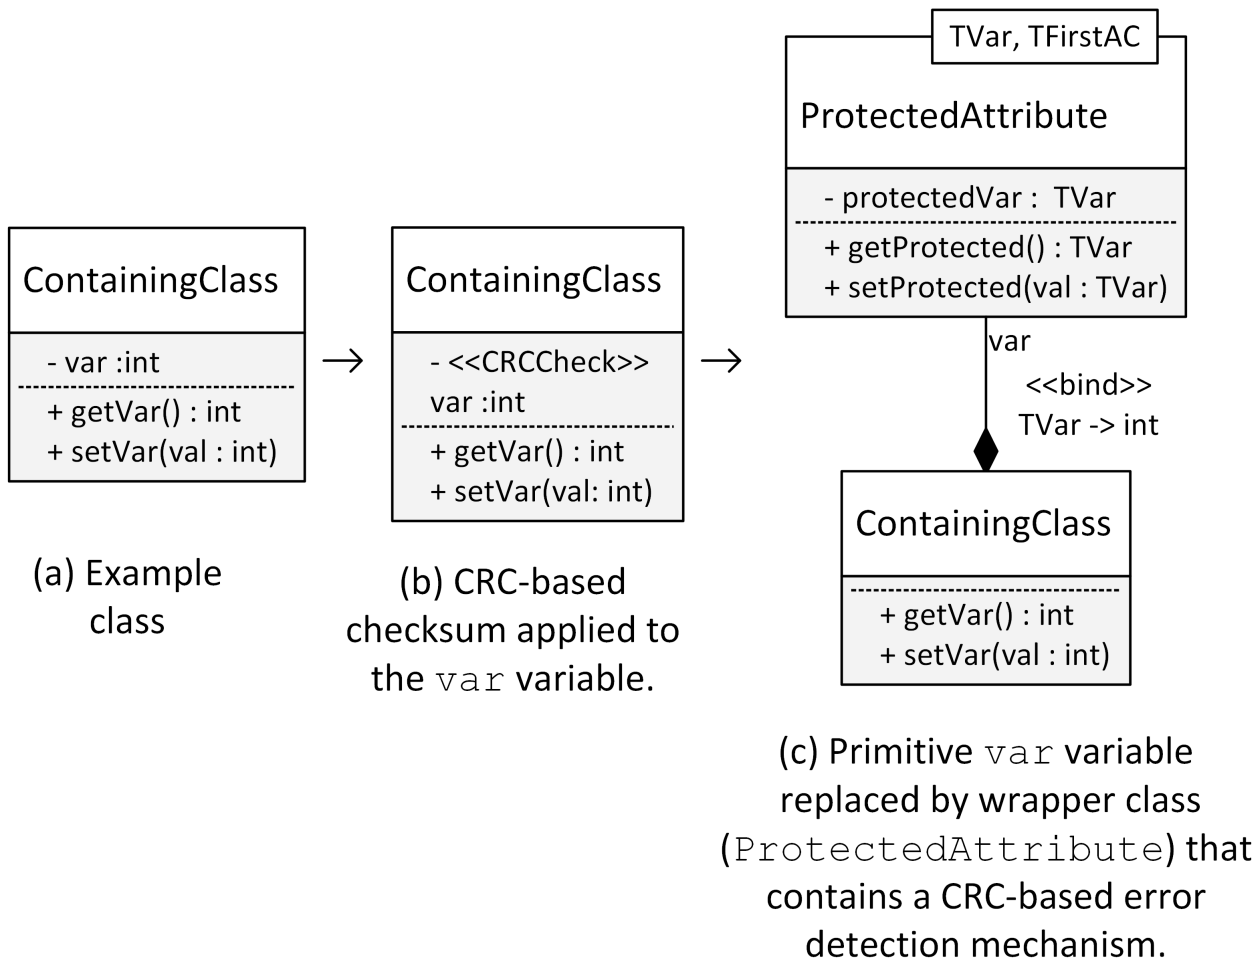 ContainingClass
- var :int
+ getVar() : int
+ setVar(val : int)
(a) Example
class
ContainingClass
- <<CRCCheck>>
var :int
+ getVar() : int
+ setVar(val: int)
(b) CRC-based
checksum applied to
the var variable.
TVar, TFirstAC
ProtectedAttribute
- protectedVar : TVar
+ getProtected() : TVar
+ setProtected(val : TVar)
var
<<bind>>
TVar -> int
ContainingClass
+ getVar() : int
+ setVar(val : int)
(c) Primitive var variable
replaced by wrapper class
(ProtectedAttribute) that
contains a CRC-based error
detection mechanism.